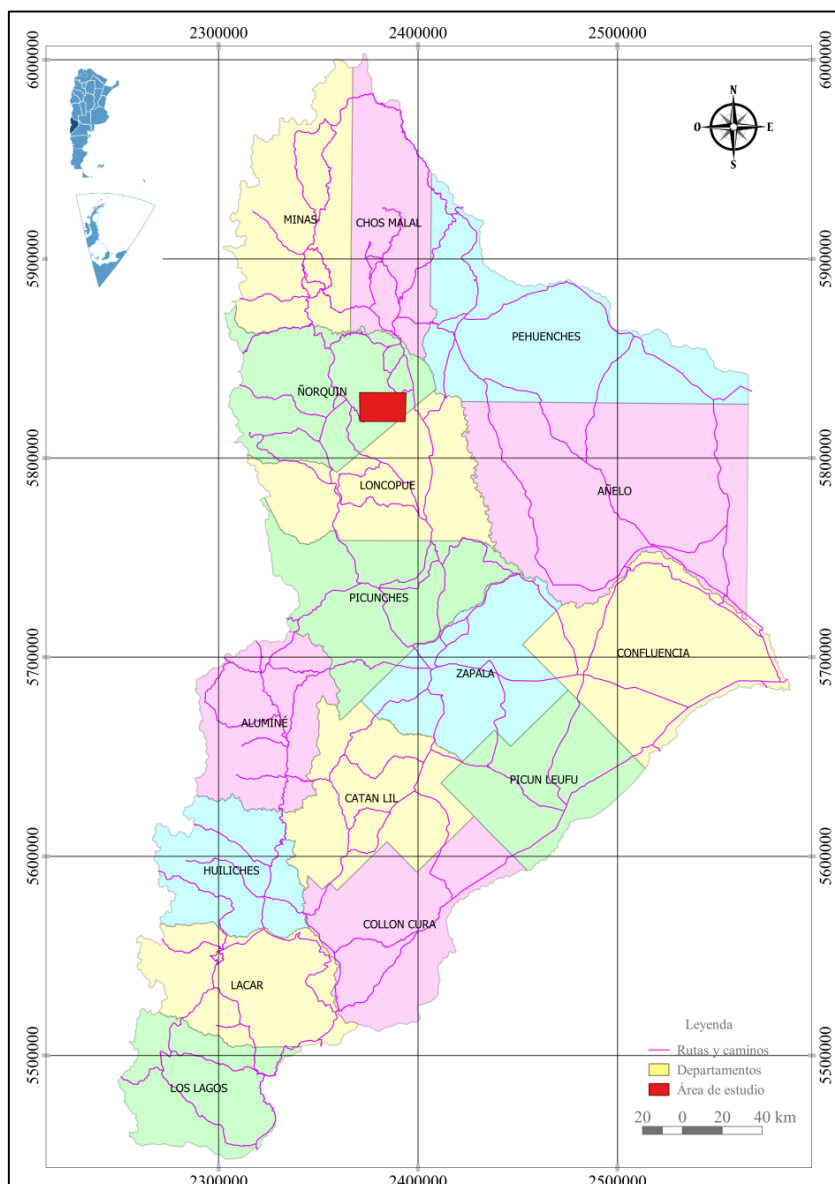 2300000 2400000 2500000
6000000 6000000
N
O E
S
MINAS
CHOS MALAL
5900000 5900000
PEHUENCHES
ÑORQUIN
5800000 5800000
LONCOPUE
AÑELO
PICUNCHES
5700000 5700000
CONFLUENCIA
ZAPALA
ALUMINÉ
PICUN LEUFU
CATAN LIL
5600000 5600000
HUILICHES
COLLON CURA
LACAR
Leyenda
5500000 5500000
Rutas y caminos
Departamentos
LOS LAGOS
Área de estudio
20 0 20 40 km
2300000 2400000 2500000